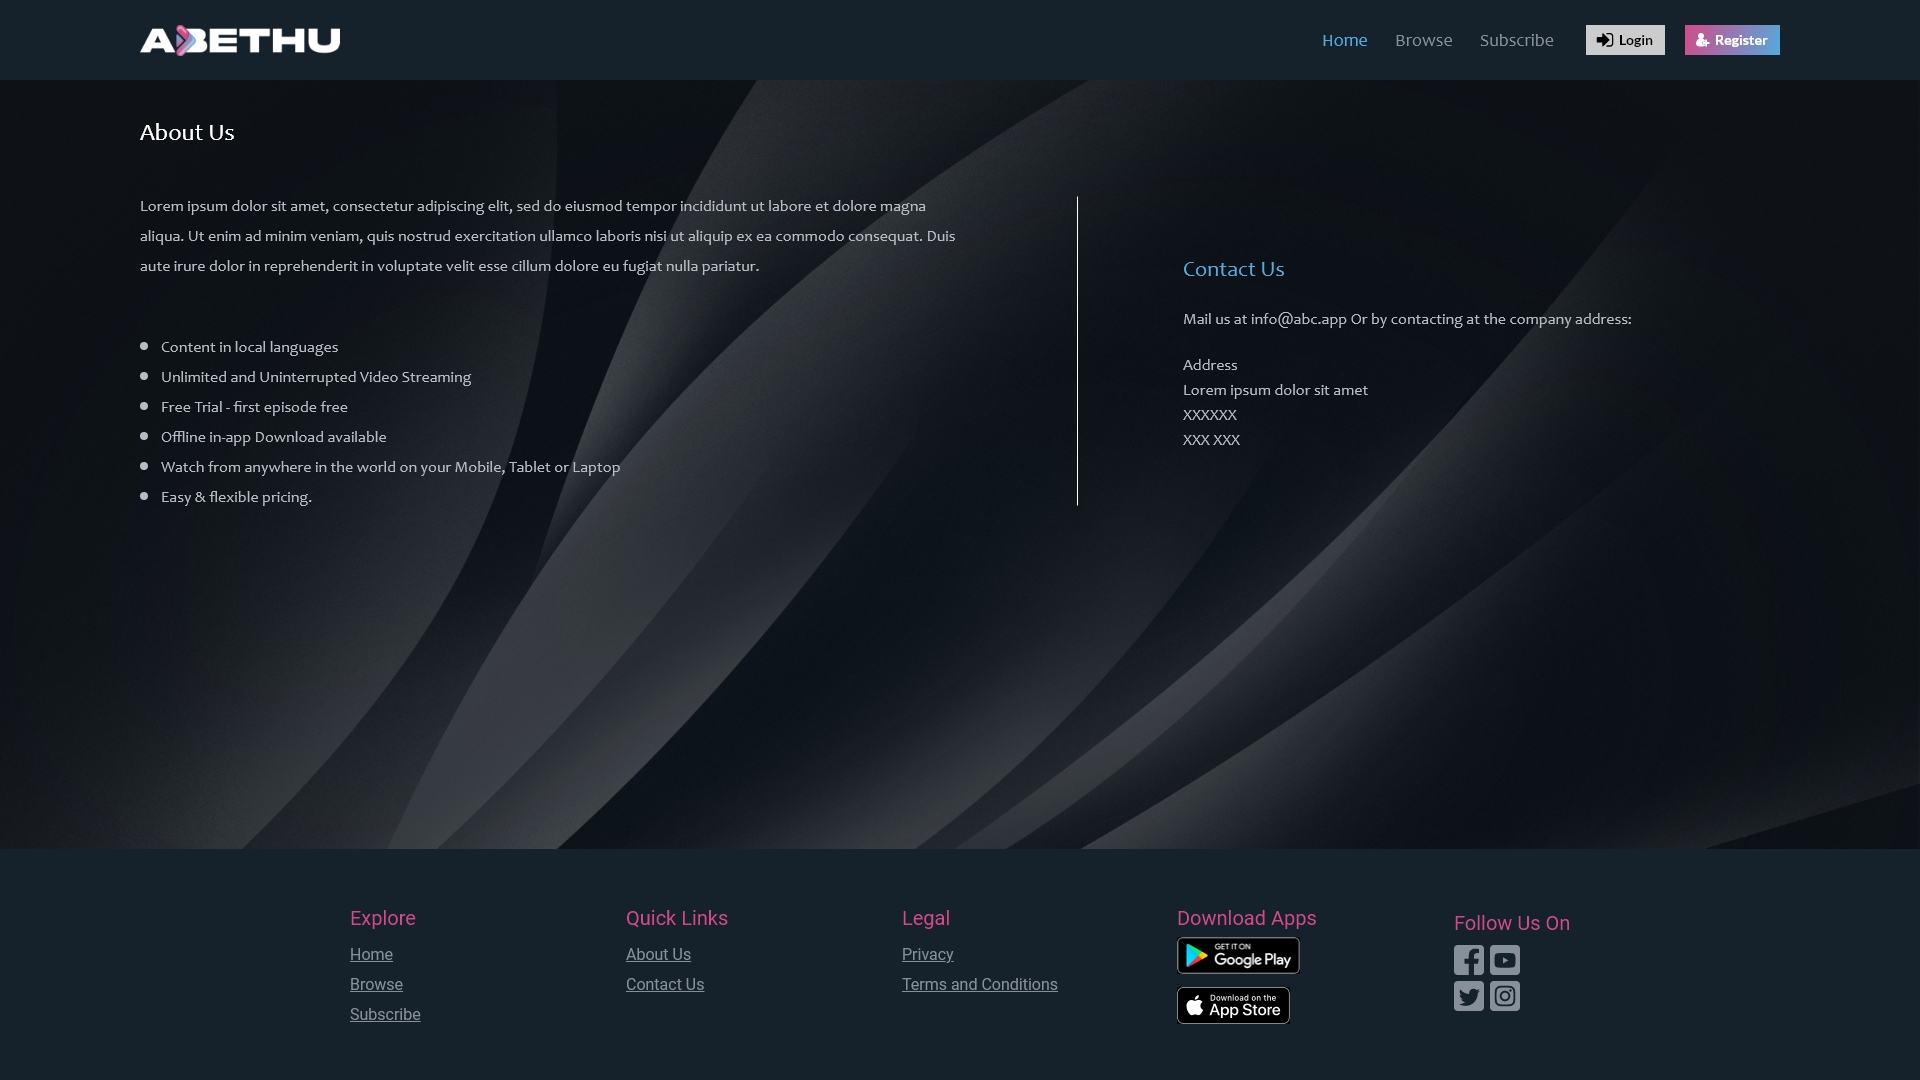 ABETHU
Home
Browse
Subscribe
Login
Register
About Us
Lorem ipsum dolor sit amet, consectetur adipiscing elit, sed do eiusmod tempor incididunt ut labore et dolore magna
aliqua. Ut enim ad minim veniam, quis nostrud exercitation ullamco laboris nisi ut aliquip ex ea commodo consequat. Duis
aute irure dolor in reprehenderit in voluptate velit esse cillum dolore eu fugiat nulla pariatur.
Content in local languages
Unlimited and Uninterrupted Video Streaming
Free Trial - first episode free
Offline in-app Download available
Watch from anywhere in the world on your Mobile, Tablet or Laptop
Easy & flexible pricing.
Contact Us
Mail us at info@abc.app Or by contacting at the company address:
Address
Lorem ipsum dolor sit amet
XXXXXX
XXX XXX
Explore
Home
Browse
Subscribe
Quick Links
About Us
Contact Us
Legal
Privacy
Terms and Conditions
Download Apps
GET IT ON
Google Play
Download on the
App Store
Follow Us On